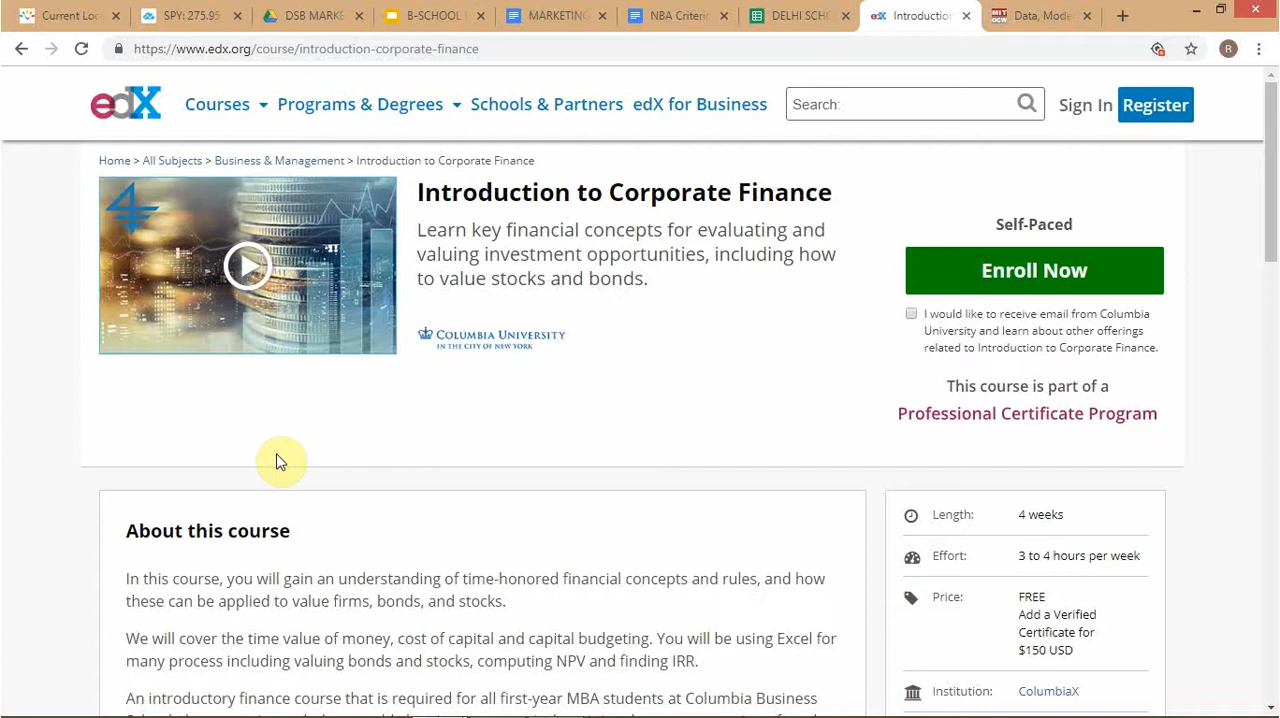 Current Loc
SPY: 275.95
DSB MARKE
B-SCHOOL
MARKETING
NBA Criteri
DELHI SCHO
edX
Introduction
MIT OCW
Data, Mode
https://www.edx.org/course/introduction-corporate-finance
R
edX
Courses
Programs & Degrees
Schools & Partners
edX for Business
Search:
Sign In
Register
Home > All Subjects > Business & Management > Introduction to Corporate Finance
Introduction to Corporate Finance
Learn key financial concepts for evaluating and
valuing investment opportunities, including how
to value stocks and bonds.
COLUMBIA UNIVERSITY
IN THE CITY OF NEW YORK
Self-Paced
Enroll Now
I would like to receive email from Columbia
University and learn about other offerings
related to Introduction to Corporate Finance.
This course is part of a
Professional Certificate Program
About this course
In this course, you will gain an understanding of time-honored financial concepts and rules, and how
these can be applied to value firms, bonds, and stocks.
We will cover the time value of money, cost of capital and capital budgeting. You will be using Excel for
many process including valuing bonds and stocks, computing NPV and finding IRR.
An introductory finance course that is required for all first-year MBA students at Columbia Business
Length: 4 weeks
Effort: 3 to 4 hours per week
Price: FREE
Add a Verified
Certificate for
$150 USD
Institution: ColumbiaX